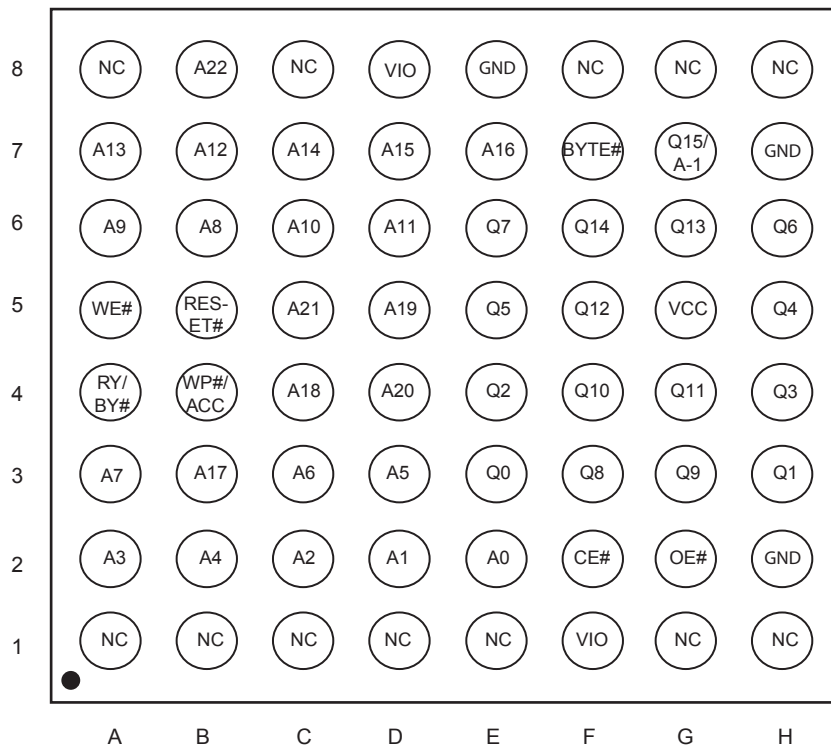 8 NC A22 NC VIO GND NC NC NC
7 A13 A12 A14 A15 A16 BYTE# Q15/
A-1 GND
6 A9 A8 A10 A11 Q7 Q14 Q13 Q6
5 WE# RES-
ET# A21 A19 Q5 Q12 VCC Q4
4 RY/
BY# WP#/
ACC A18 A20 Q2 Q10 Q11 Q3
3 A7 A17 A6 A5 Q0 Q8 Q9 Q1
2 A3 A4 A2 A1 A0 CE# OE# GND
1 NC NC NC NC NC VIO NC NC
A B C D E F G H